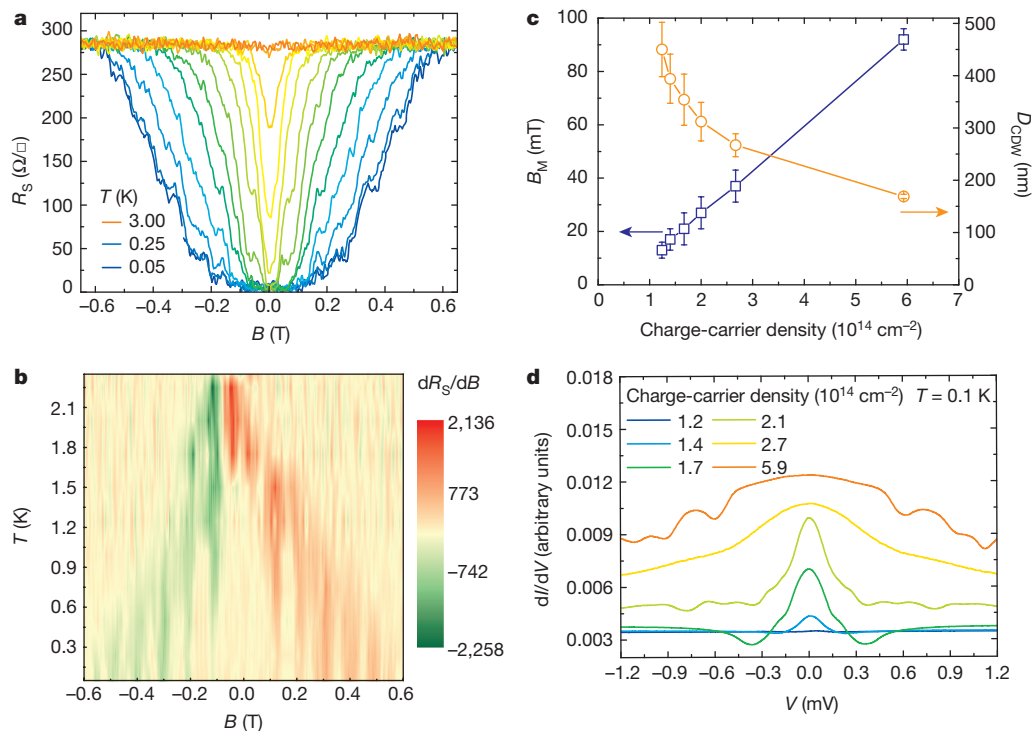 a
300
250
200
150
100
50
0
R_S (Ω/□)
T (K)
3.00
0.25
0.05
−0.6 −0.4 −0.2 0.0 0.2 0.4 0.6
B (T)
c
100
80
60
40
20
0
B_M (mT)
500
400
300
200
100
0
D_CDW (nm)
0 1 2 3 4 5 6 7
Charge-carrier density (10¹⁴ cm⁻²)
b
2.1
1.8
1.5
1.2
0.9
0.6
0.3
T (K)
−0.6 −0.4 −0.2 0.0 0.2 0.4 0.6
B (T)
dR_S/dB
2,136
773
−742
−2,258
d
0.018
0.015
0.012
0.009
0.006
0.003
dI/dV (arbitrary units)
Charge-carrier density (10¹⁴ cm⁻²) T = 0.1 K
1.2 2.1
1.4 2.7
1.7 5.9
−1.2 −0.9 −0.6 −0.3 0.0 0.3 0.6 0.9 1.2
V (mV)